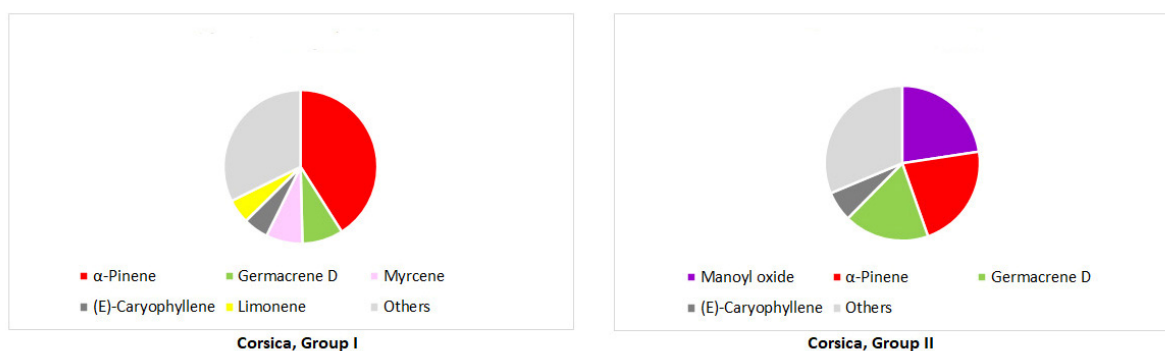 α-Pinene Germacrene D Myrcene
(E)-Caryophyllene Limonene Others
Corsica, Group I
Manoyl oxide α-Pinene Germacrene D
(E)-Caryophyllene Others
Corsica, Group II